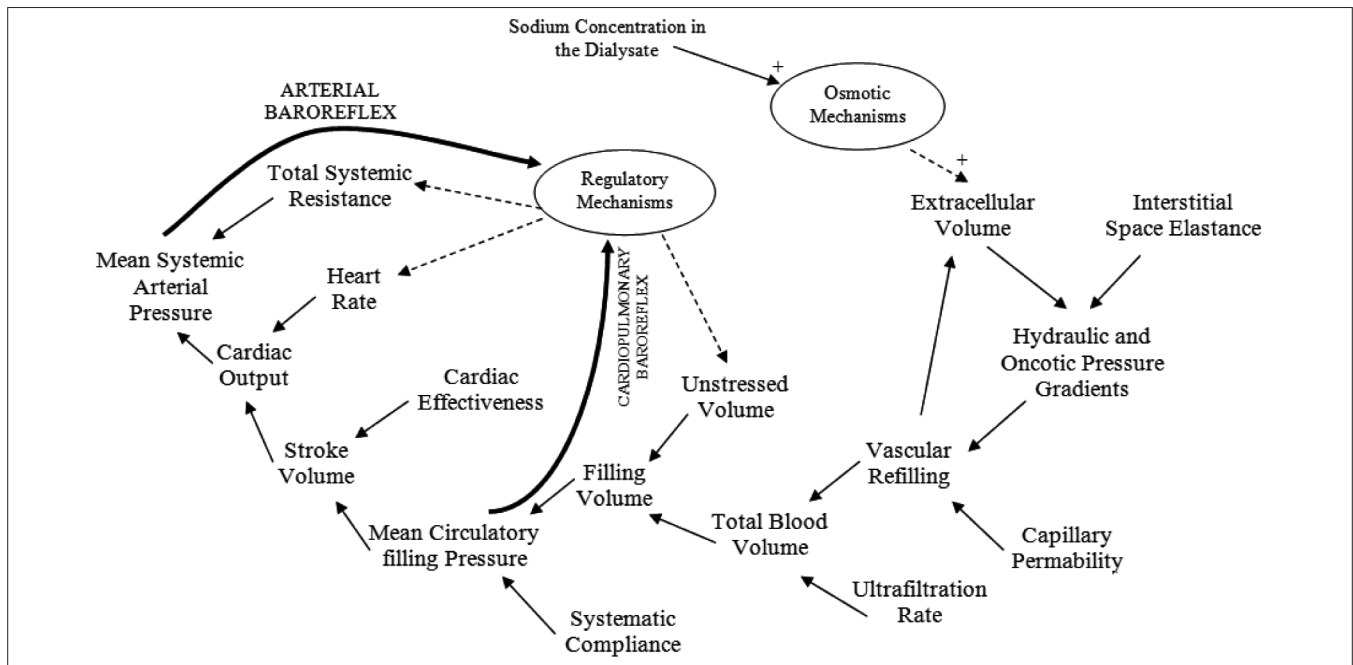 Sodium Concentration in
the Dialysate
+
ARTERIAL
BAROREFLEX
Osmotic
Mechanisms
+
Total Systemic
Resistance
Regulatory
Mechanisms
Extracellular
Volume
Interstitial
Space Elastance
Mean Systemic
Arterial
Pressure
Heart
Rate
CARDIOPULMONARY
BAROREFLEX
Hydraulic and
Oncotic Pressure
Gradients
Cardiac
Output
Cardiac
Effectiveness
Unstressed
Volume
Stroke
Volume
Filling
Volume
Vascular
Refilling
Mean Circulatory
filling Pressure
Total Blood
Volume
Capillary
Permability
Ultrafiltration
Rate
Systematic
Compliance